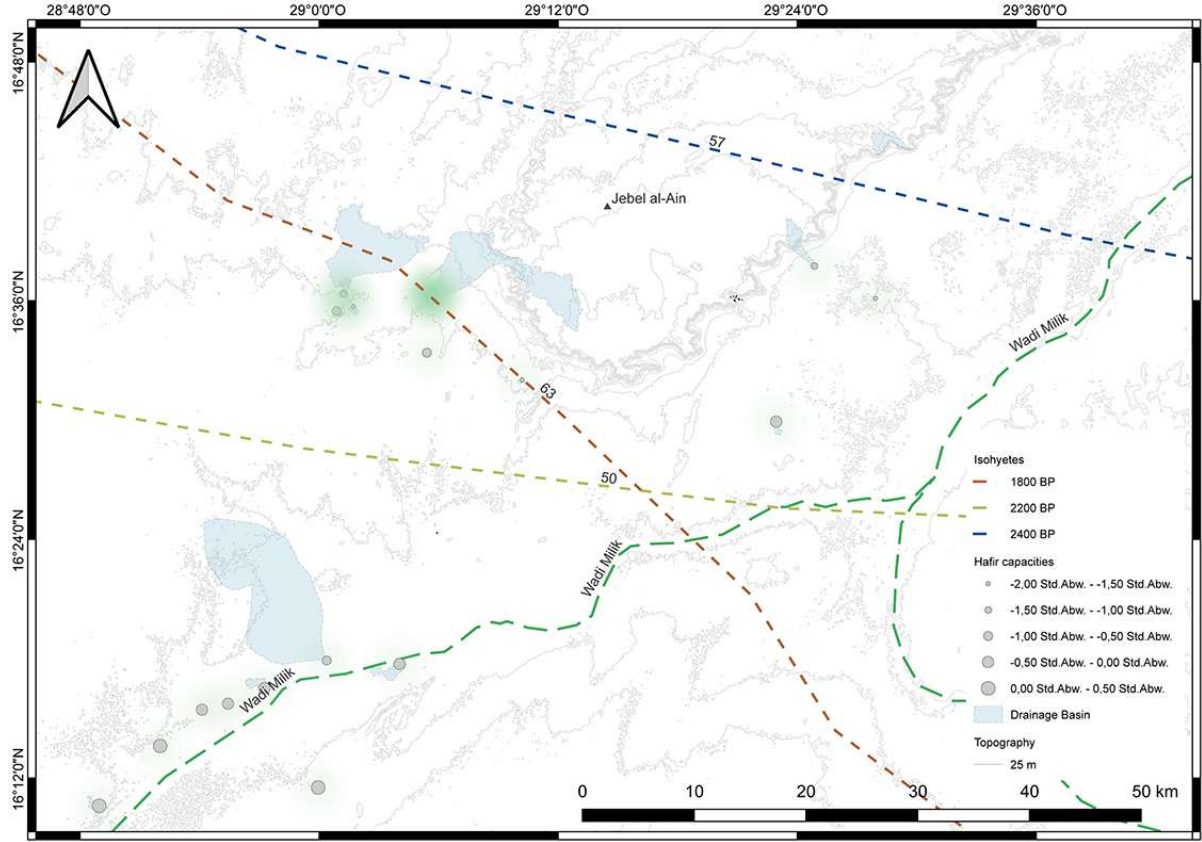 28°48'0"O 29°0'0"O 29°12'0"O 29°24'0"O 29°36'0"O
16°48'0"N
57
Jebel al-Ain
16°36'0"N
Wadi Milik
63
50
16°24'0"N
Wadi Milik
Wadi Milik
16°12'0"N
Isohyetes
1800 BP
2200 BP
2400 BP
Hafir capacities
-2,00 Std.Abw. - -1,50 Std.Abw.
-1,50 Std.Abw. - -1,00 Std.Abw.
-1,00 Std.Abw. - -0,50 Std.Abw.
-0,50 Std.Abw. - 0,00 Std.Abw.
0,00 Std.Abw. - 0,50 Std.Abw.
Drainage Basin
Topography
25 m
0 10 20 30 40 50 km